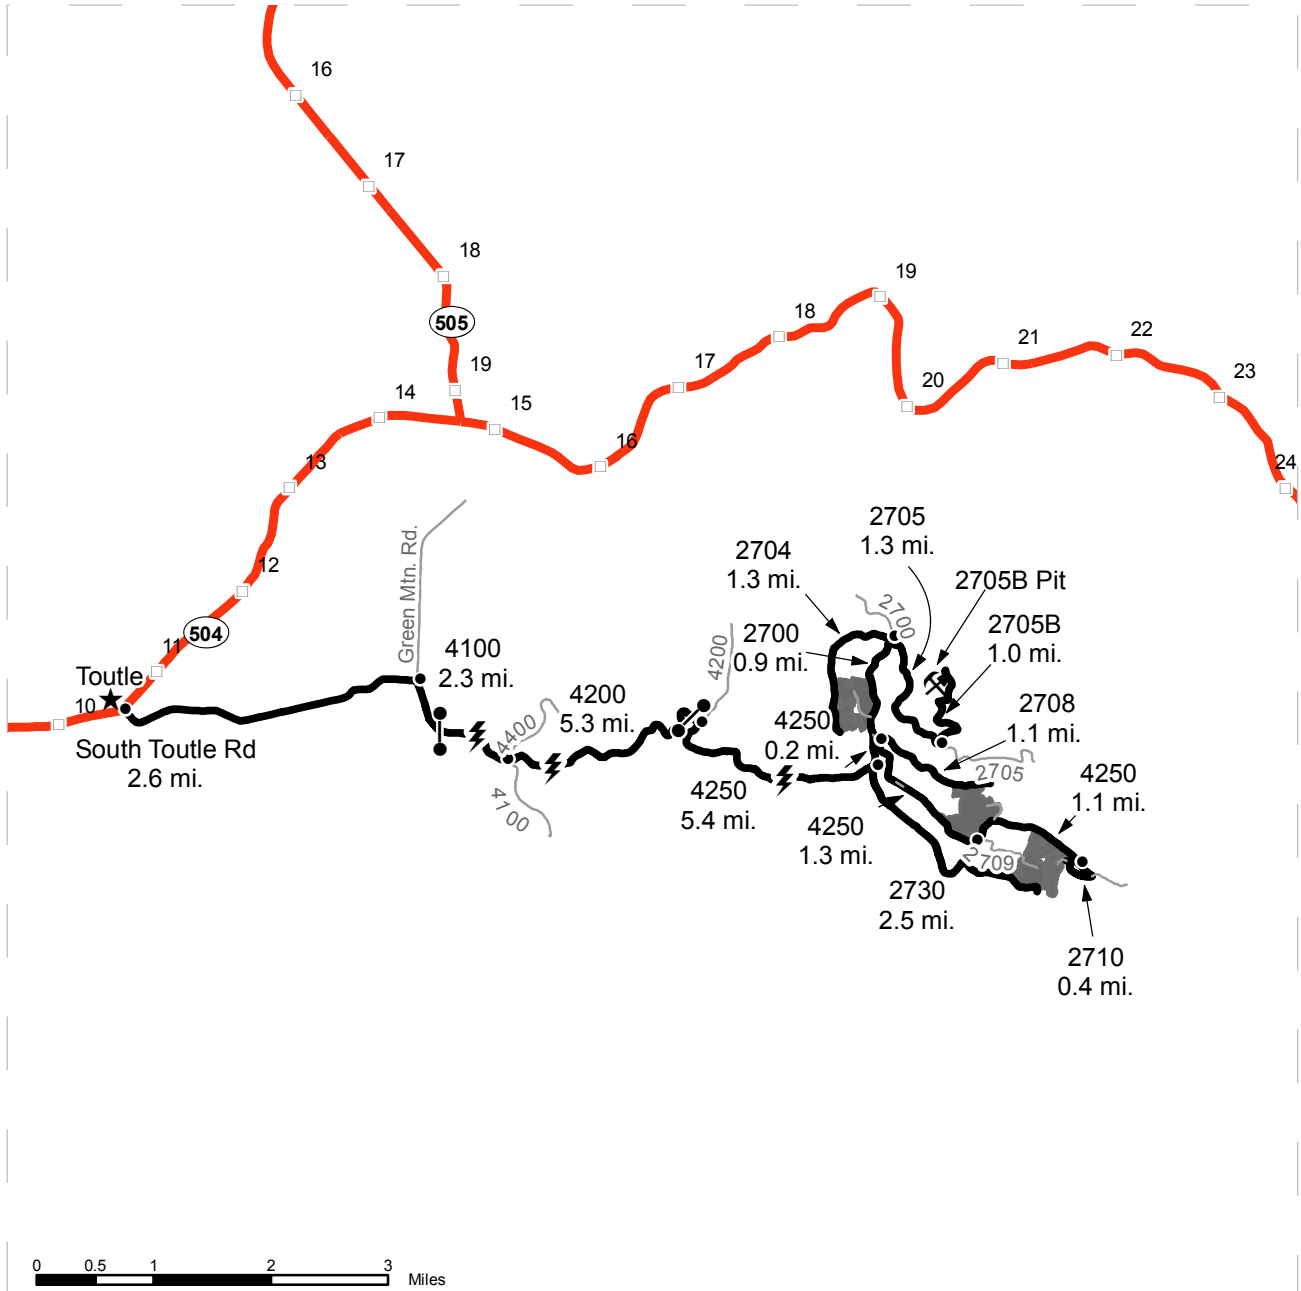 16
17
18
505
19
14
15
13
12
11
504
10
16
17
18
19
20
21
22
23
24
Toutle
South Toutle Rd
2.6 mi.
Green Mtn. Rd.
4100
2.3 mi.
4400
4100
4200
5.3 mi.
4200
4250
5.4 mi.
2704
1.3 mi.
2700
2700
0.9 mi.
2705
1.3 mi.
2705B Pit
2705B
1.0 mi.
2708
1.1 mi.
2705
4250
0.2 mi.
4250
1.3 mi.
4250
1.1 mi.
2709
2730
2.5 mi.
2710
0.4 mi.
0 0.5 1 2 3
Miles